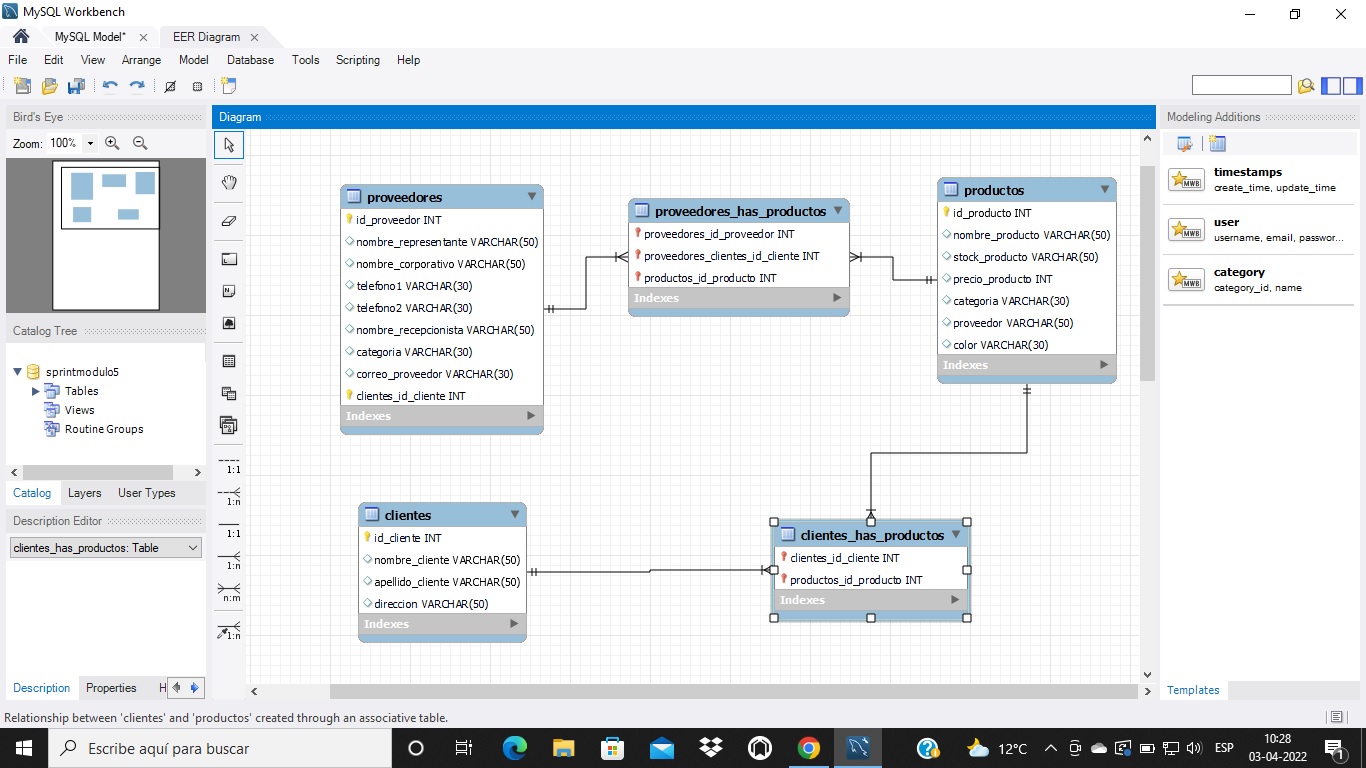 MySQL Workbench
MySQL Model*
EER Diagram
File Edit View Arrange Model Database Tools Scripting Help
Bird's Eye
Zoom: 100%
Catalog Tree
sprintmodulo5
Tables
Views
Routine Groups
Catalog Layers User Types
Description Editor
clientes_has_productos: Table
Description Properties H
Diagram
1:1
1:n
1:1
1:n
n:m
1:n
proveedores
id_proveedor INT
nombre_representante VARCHAR(50)
nombre_corporativo VARCHAR(50)
telefono1 VARCHAR(30)
telefono2 VARCHAR(30)
nombre_recepcionista VARCHAR(50)
categoria VARCHAR(30)
correo_proveedor VARCHAR(30)
clientes_id_cliente INT
Indexes
proveedores_has_productos
proveedores_id_proveedor INT
proveedores_clientes_id_cliente INT
productos_id_producto INT
Indexes
productos
id_producto INT
nombre_producto VARCHAR(50)
stock_producto VARCHAR(50)
precio_producto INT
categoria VARCHAR(30)
proveedor VARCHAR(50)
color VARCHAR(30)
Indexes
clientes
id_cliente INT
nombre_cliente VARCHAR(50)
apellido_cliente VARCHAR(50)
direccion VARCHAR(50)
Indexes
clientes_has_productos
clientes_id_cliente INT
productos_id_producto INT
Indexes
Modeling Additions
timestamps
create_time, update_time
user
username, email, passwor...
category
category_id, name
Templates
Relationship between 'clientes' and 'productos' created through an associative table.
Escribe aquí para buscar
12°C
ESP
10:28
03-04-2022
1